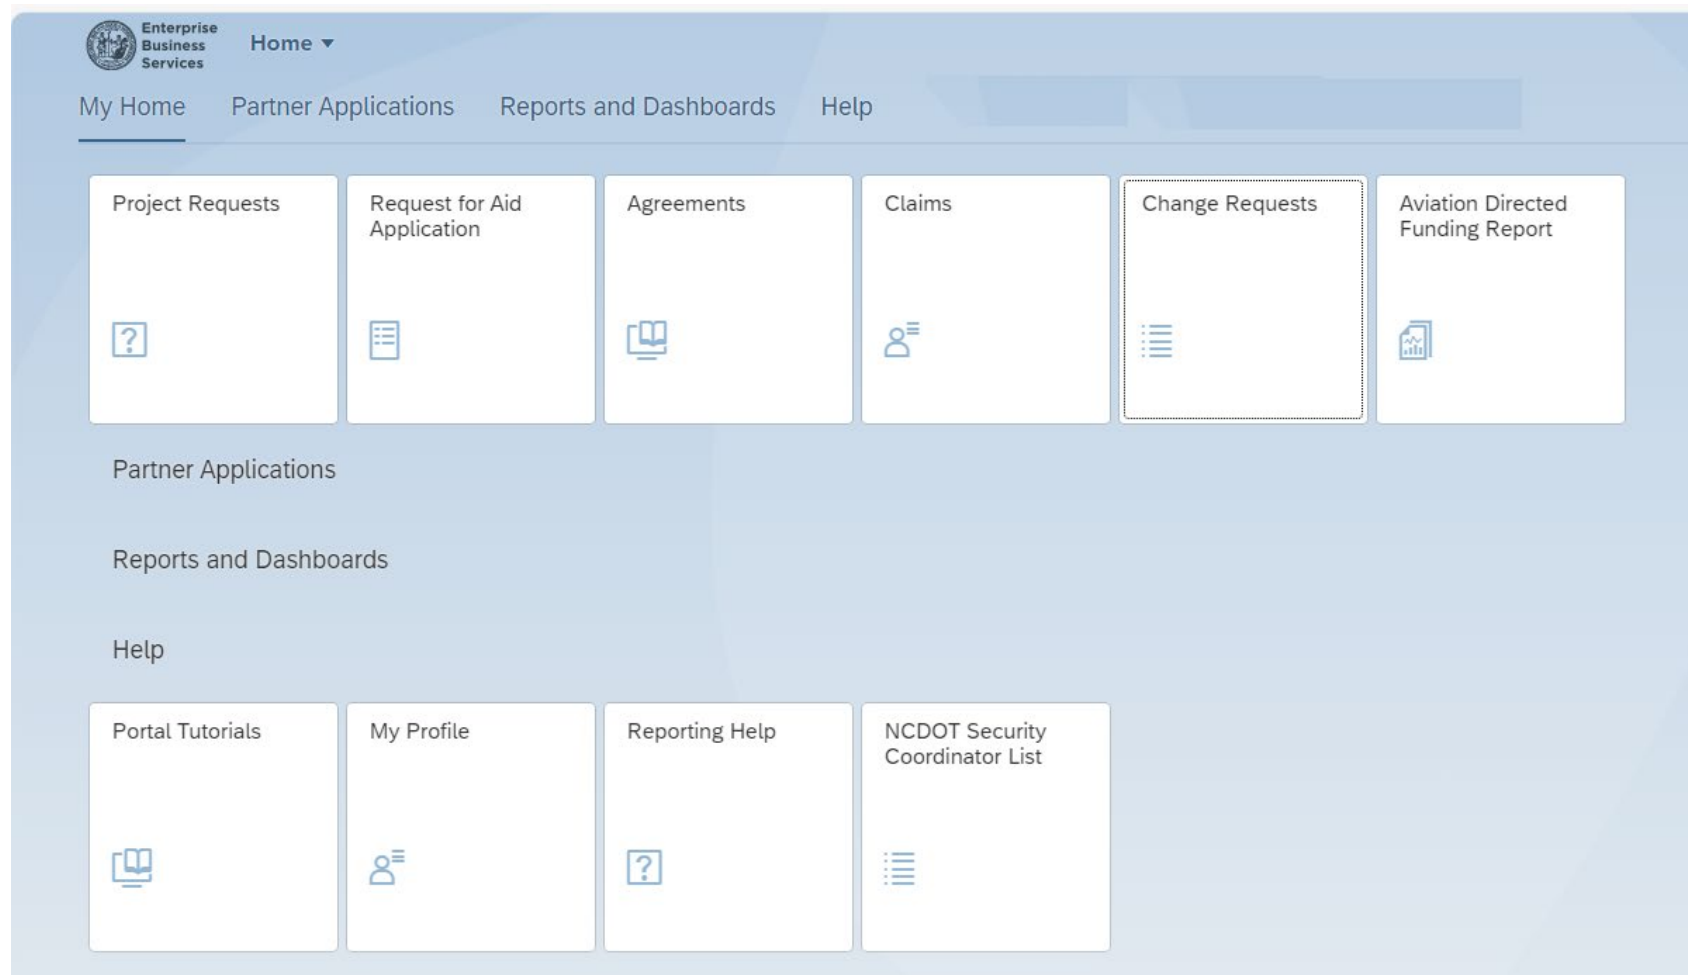 Enterprise
Business
Services
Home
My Home
Partner Applications
Reports and Dashboards
Help
Project Requests
Request for Aid
Application
Agreements
Claims
Change Requests
Aviation Directed
Funding Report
Partner Applications
Reports and Dashboards
Help
Portal Tutorials
My Profile
Reporting Help
NCDOT Security
Coordinator List